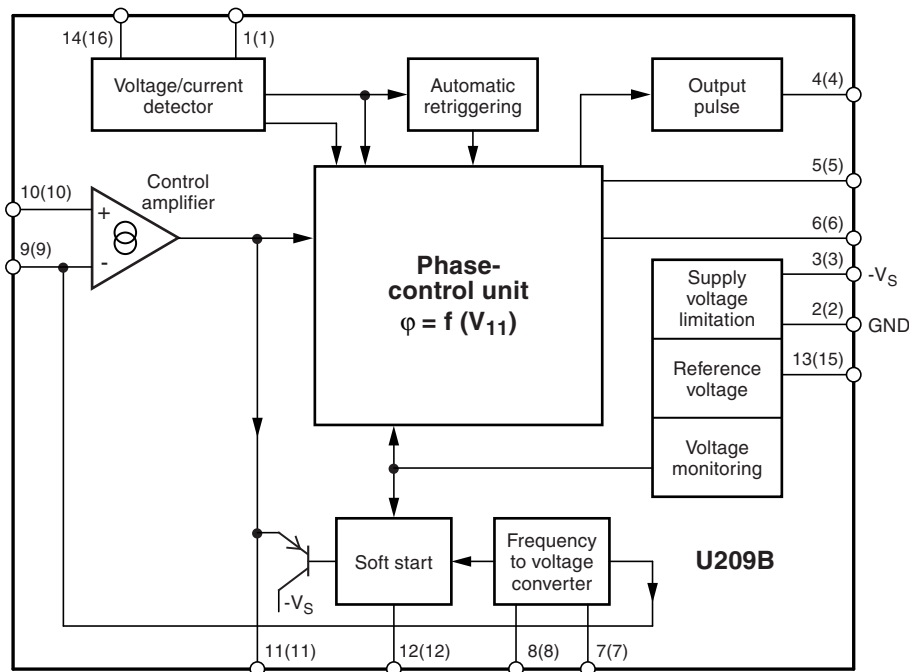 14(16)
1(1)
Voltage/current
detector
Automatic
retriggering
Output
pulse
4(4)
5(5)
10(10)
Control
amplifier
+
6(6)
9(9)
-
Phase-
control unit
φ = f (V11)
3(3)
-VS
Supply
voltage
limitation
2(2)
GND
13(15)
Reference
voltage
Voltage
monitoring
Soft start
Frequency
to voltage
converter
U209B
-VS
11(11)
12(12)
8(8)
7(7)